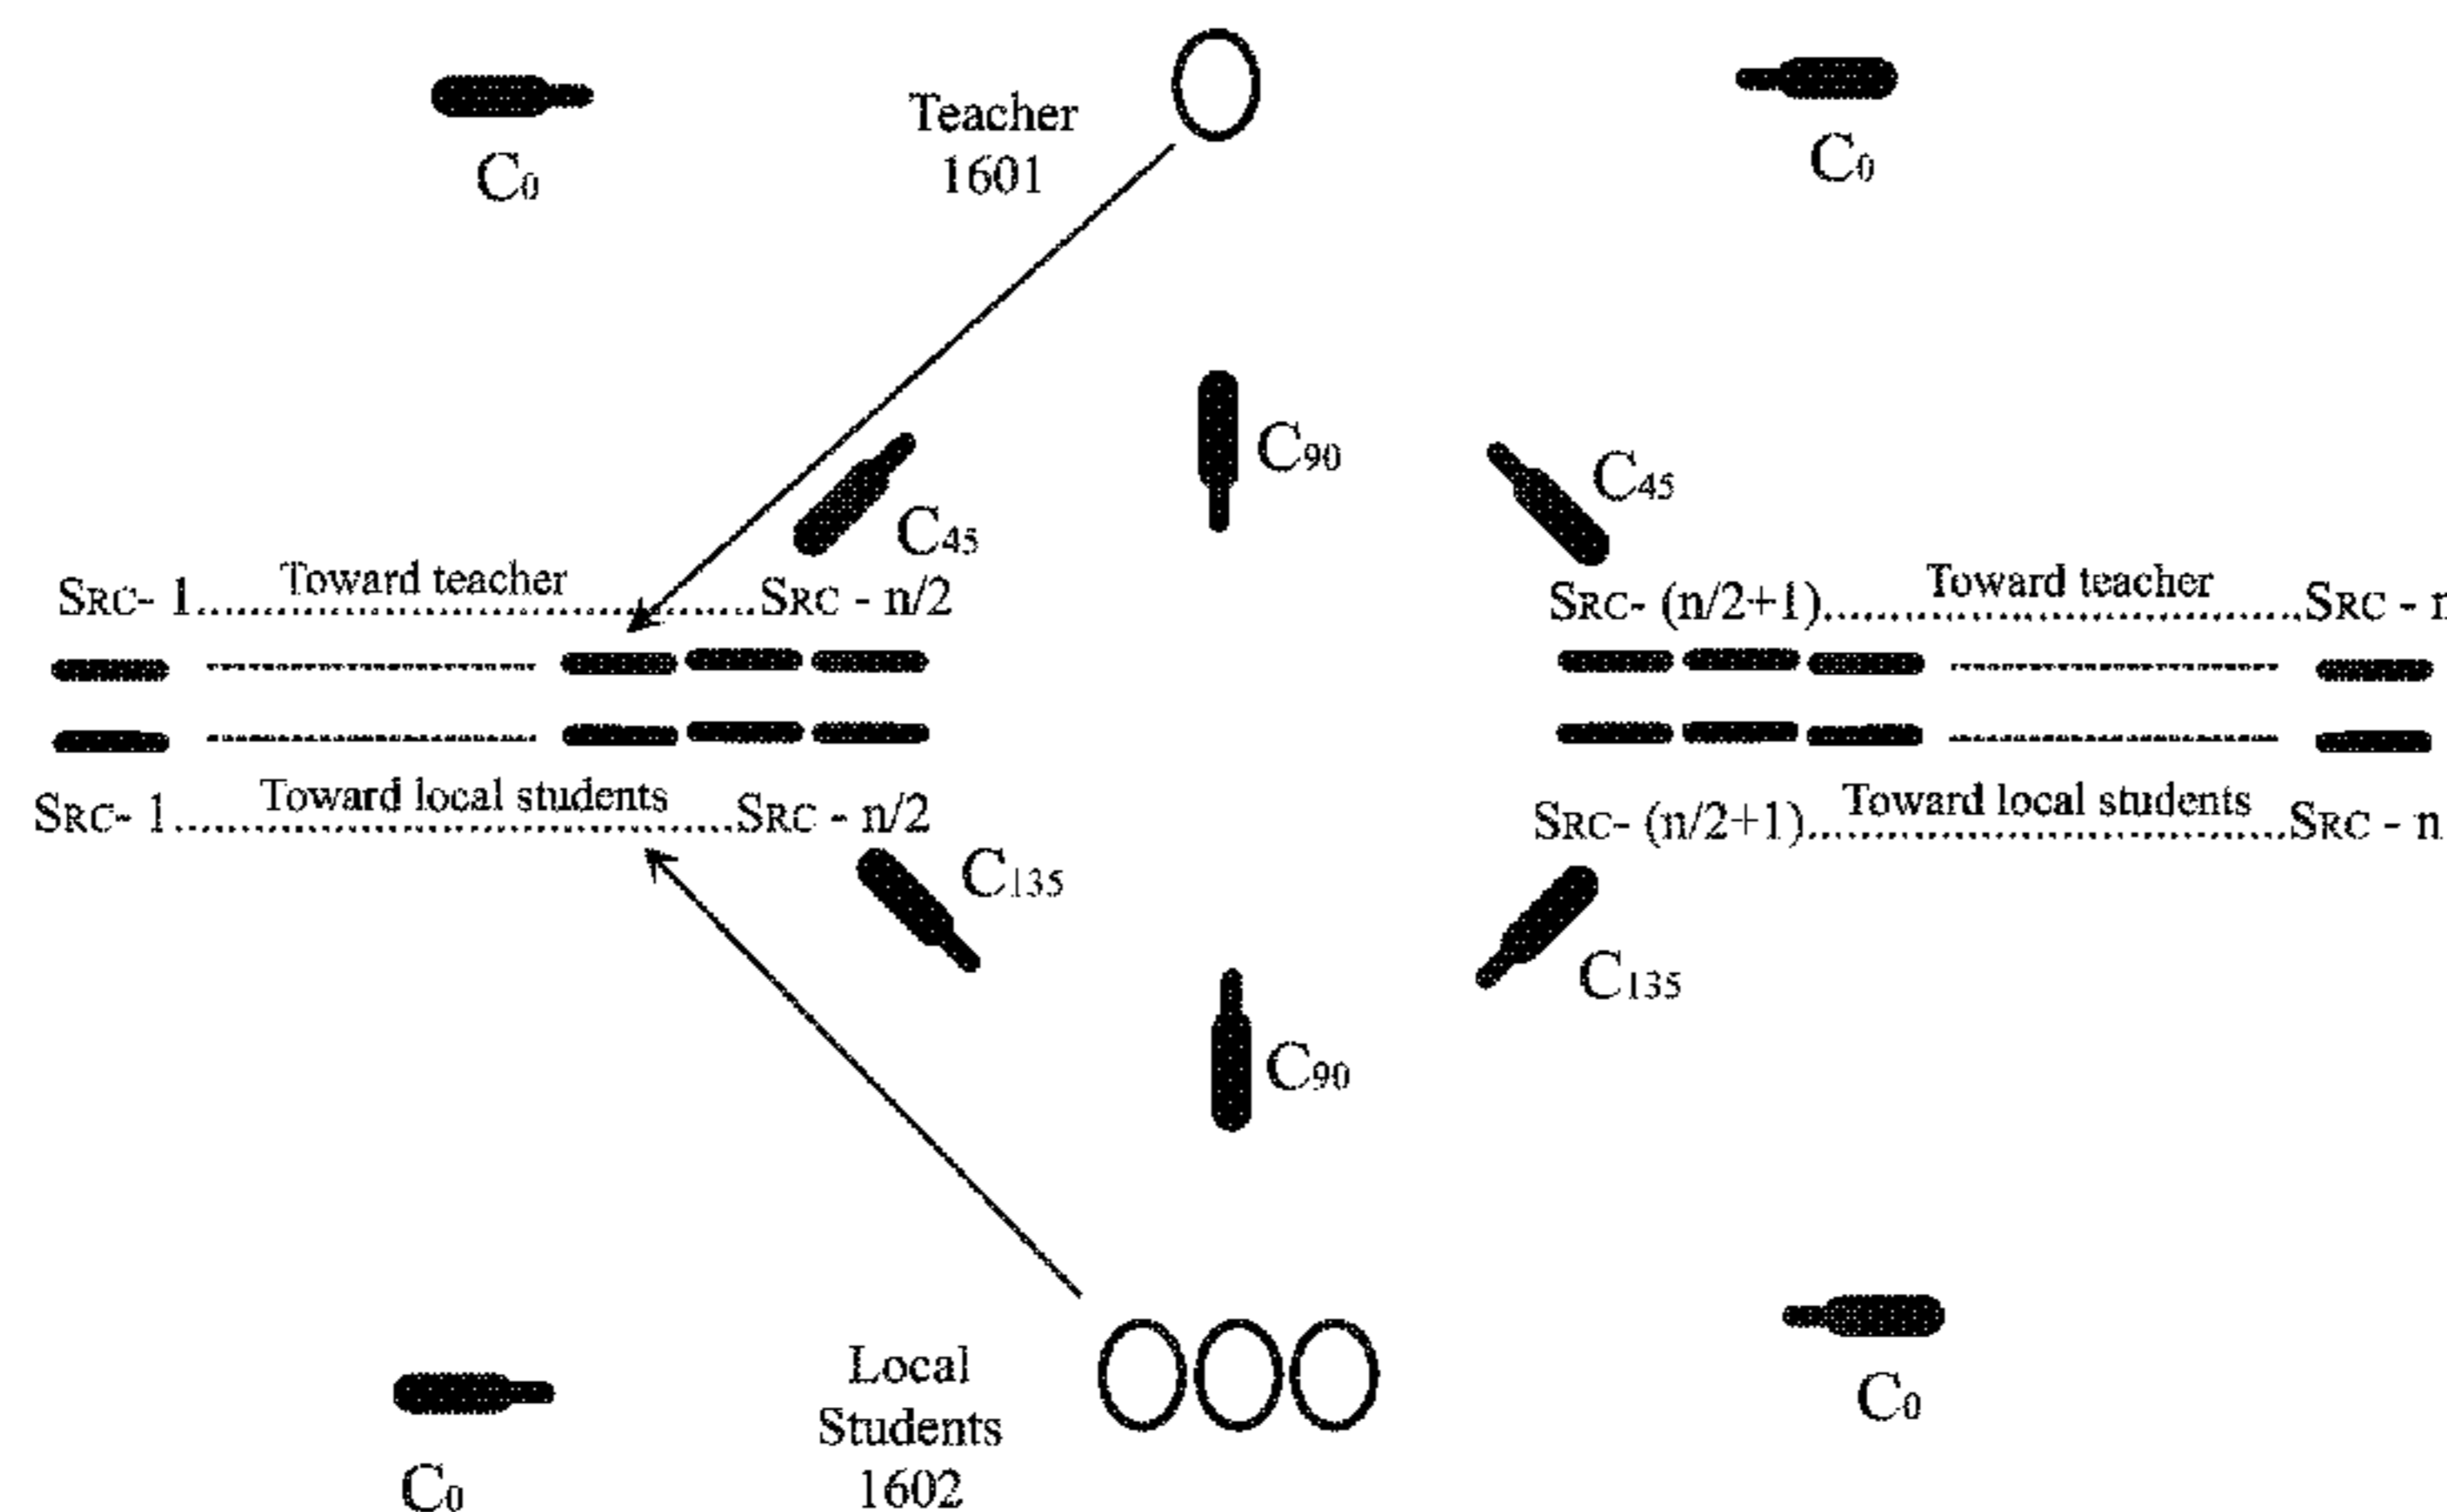 Teacher
1601
C0
C0
C90
C45
C45
SRC- 1 Toward teacher SRC - n/2
SRC- (n/2+1) Toward teacher SRC - n
SRC- 1 Toward local students SRC - n/2
SRC- (n/2+1) Toward local students SRC - n
C135
C135
C90
Local
Students
1602
C0
C0